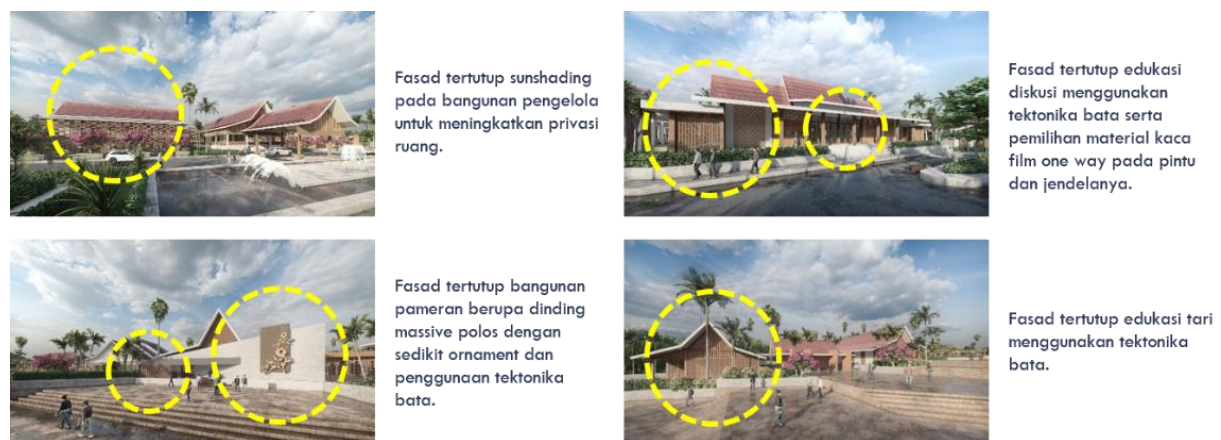 Fasad tertutup sunshading
pada bangunan pengelola
untuk meningkatkan privasi
ruang.
Fasad tertutup edukasi
diskusi menggunakan
tektonika bata serta
pemilihan material kaca
film one way pada pintu
dan jendelanya.
Fasad tertutup bangunan
pameran berupa dinding
massive polos dengan
sedikit ornament dan
penggunaan tektonika
bata.
Fasad tertutup edukasi tari
menggunakan tektonika
bata.